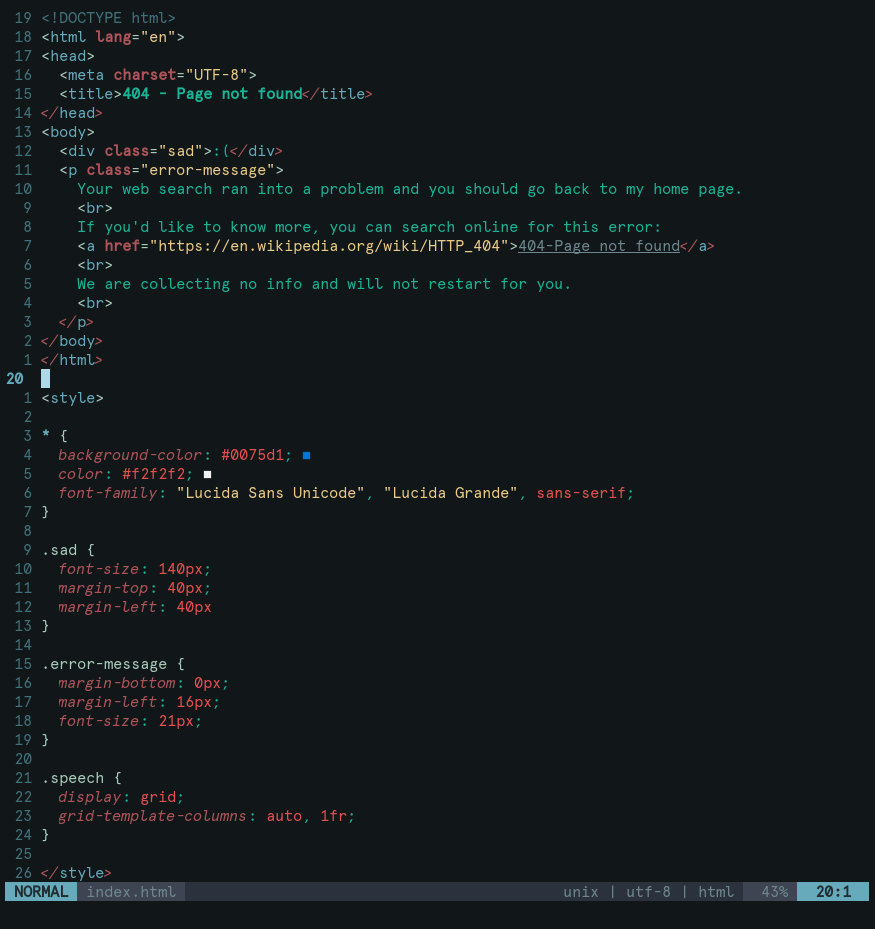 19 <!DOCTYPE html>
18 <html lang="en">
17 <head>
16   <meta charset="UTF-8">
15   <title>404 - Page not found</title>
14 </head>
13 <body>
12   <div class="sad">:(</div>
11   <p class="error-message">
10     Your web search ran into a problem and you should go back to my home page.
9     <br>
8     If you'd like to know more, you can search online for this error:
7     <a href="https://en.wikipedia.org/wiki/HTTP_404">404-Page not found</a>
6     <br>
5     We are collecting no info and will not restart for you.
4     <br>
3   </p>
2 </body>
1 </html>
20
1 <style>
2
3 * {
4   background-color: #0075d1; ■
5   color: #f2f2f2; ■
6   font-family: "Lucida Sans Unicode", "Lucida Grande", sans-serif;
7 }
8
9 .sad {
10   font-size: 140px;
11   margin-top: 40px;
12   margin-left: 40px
13 }
14
15 .error-message {
16   margin-bottom: 0px;
17   margin-left: 16px;
18   font-size: 21px;
19 }
20
21 .speech {
22   display: grid;
23   grid-template-columns: auto, 1fr;
24 }
25
26 </style>
NORMAL index.html unix | utf-8 | html 43% 20:1